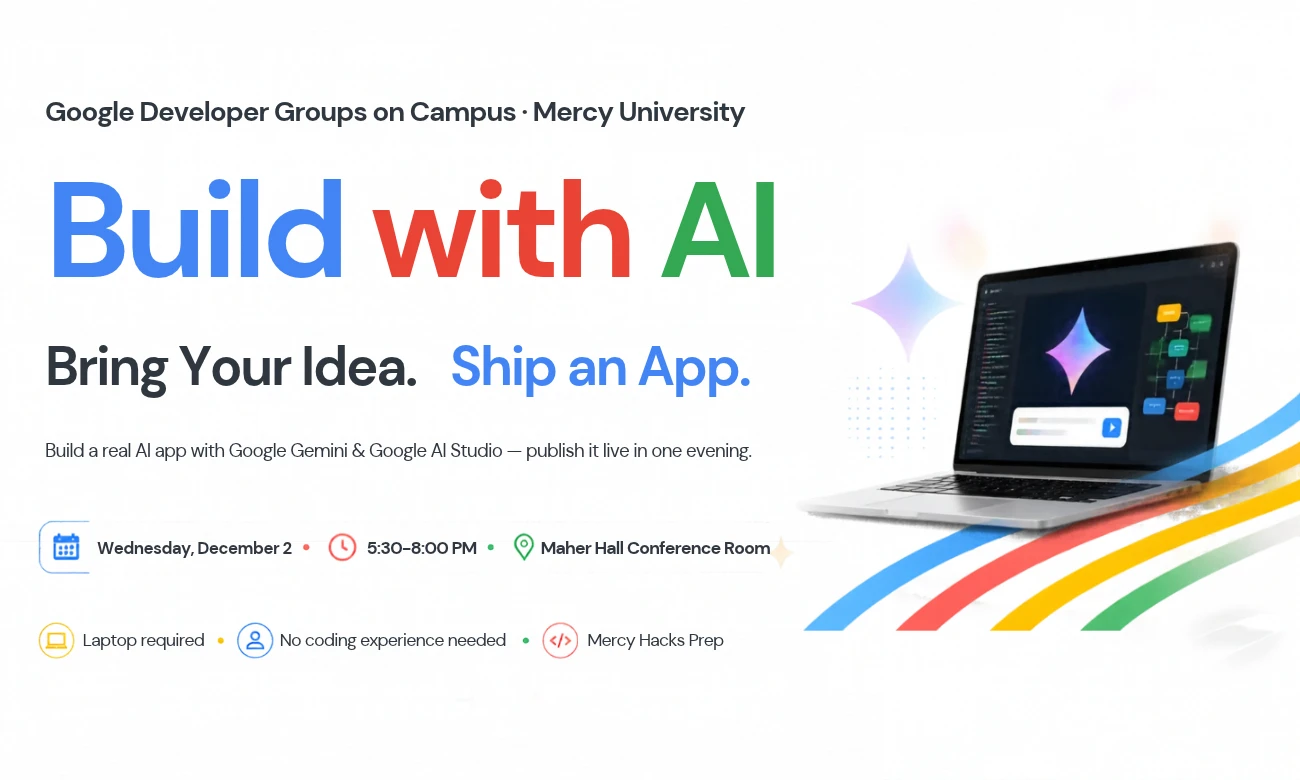 Google Developer Groups on Campus · Mercy University
Build with AI
Bring Your Idea. Ship an App.
Build a real AI app with Google Gemini & Google AI Studio — publish it live in one evening.
Wednesday, December 2 • 5:30–8:00 PM • Maher Hall Conference Room
Laptop required • No coding experience needed • </> Mercy Hacks Prep